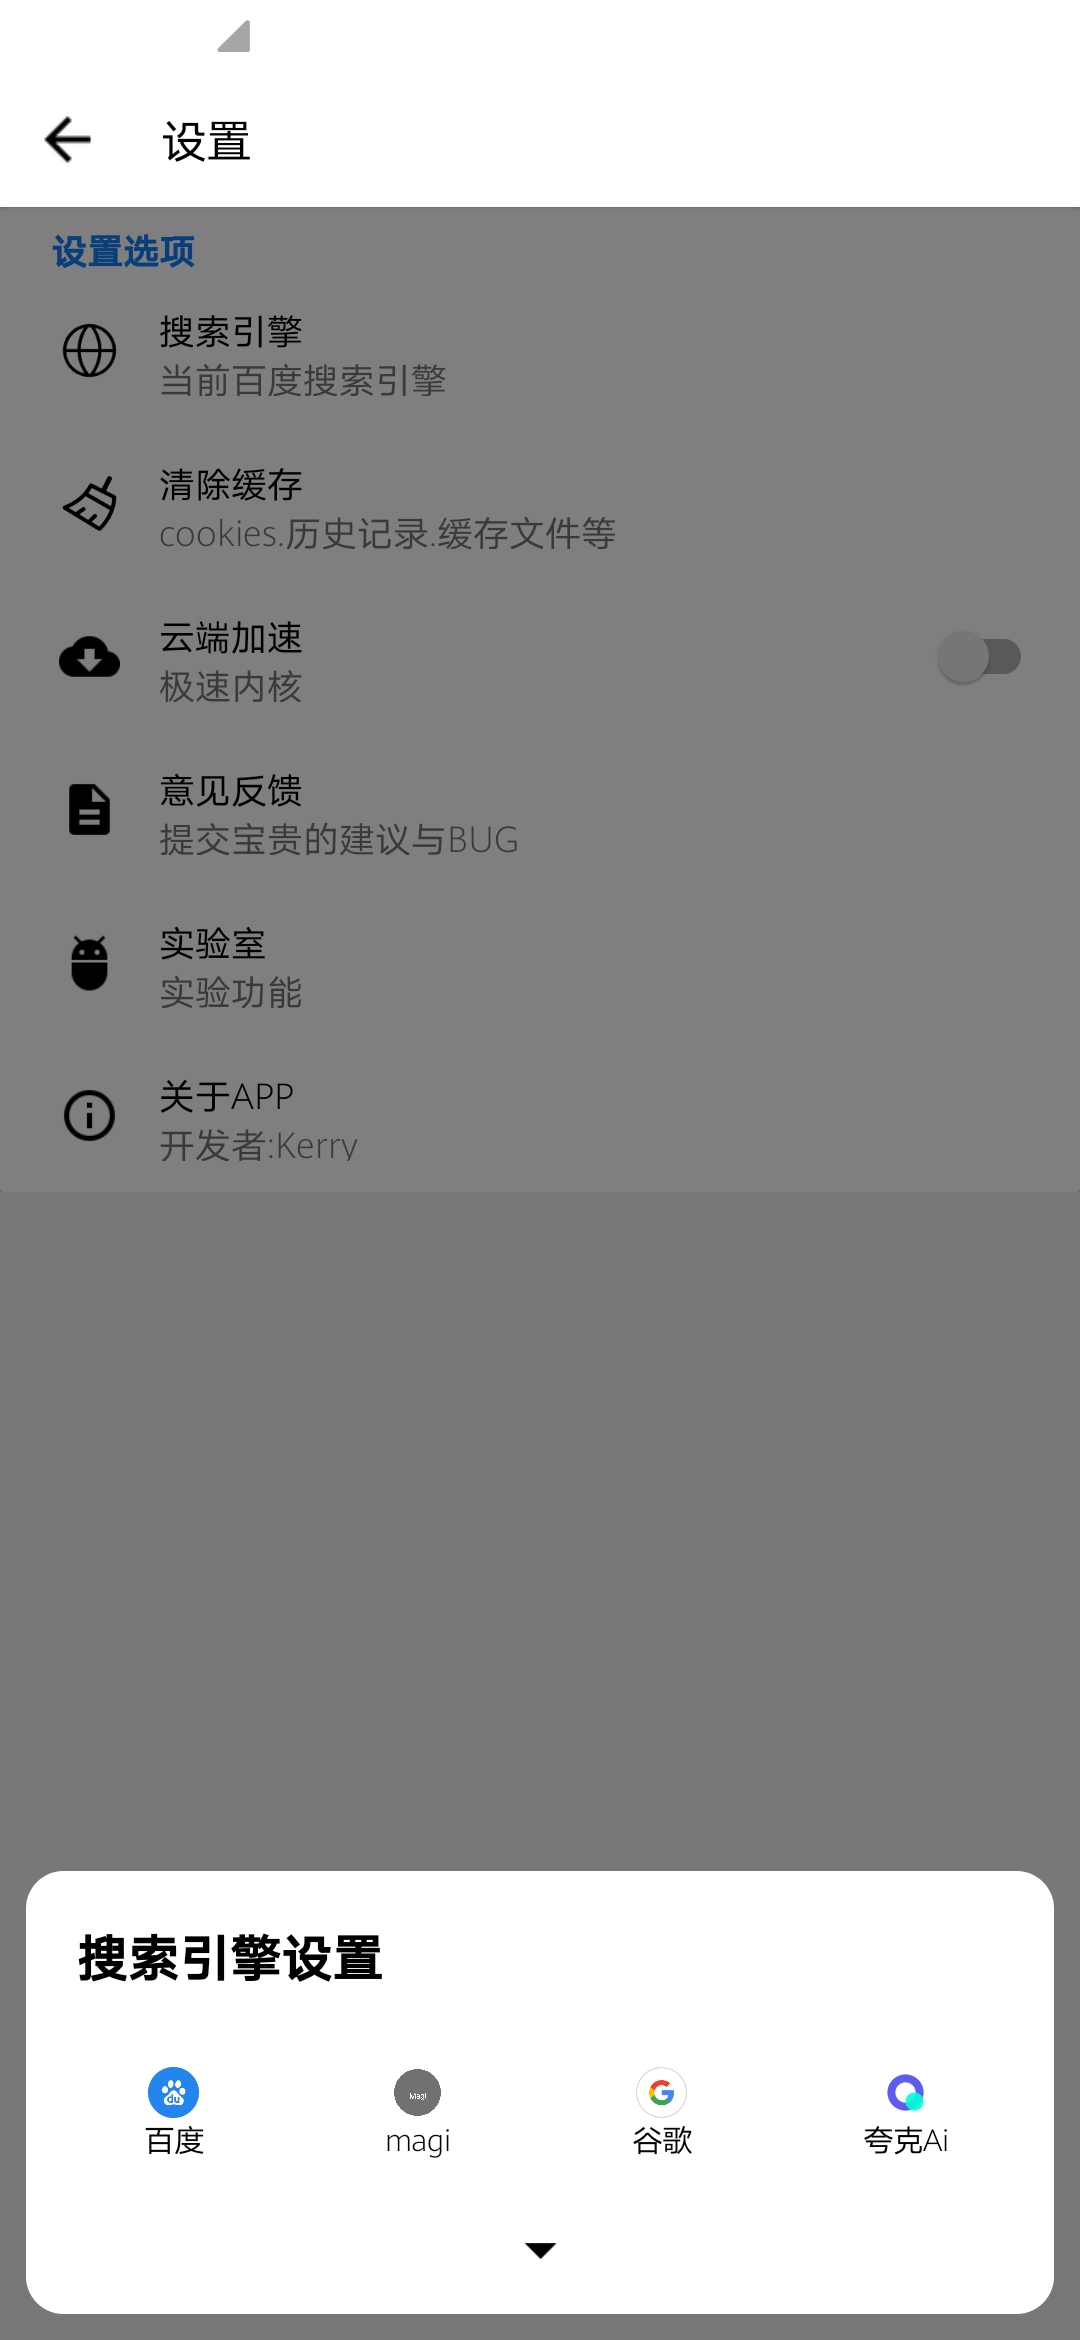 设置
设置选项
搜索引擎
当前百度搜索引擎
清除缓存
cookies.历史记录.缓存文件等
云端加速
极速内核
意见反馈
提交宝贵的建议与BUG
实验室
实验功能
关于APP
开发者:Kerry
搜索引擎设置
du
Magi
百度
magi
谷歌
夸克Ai